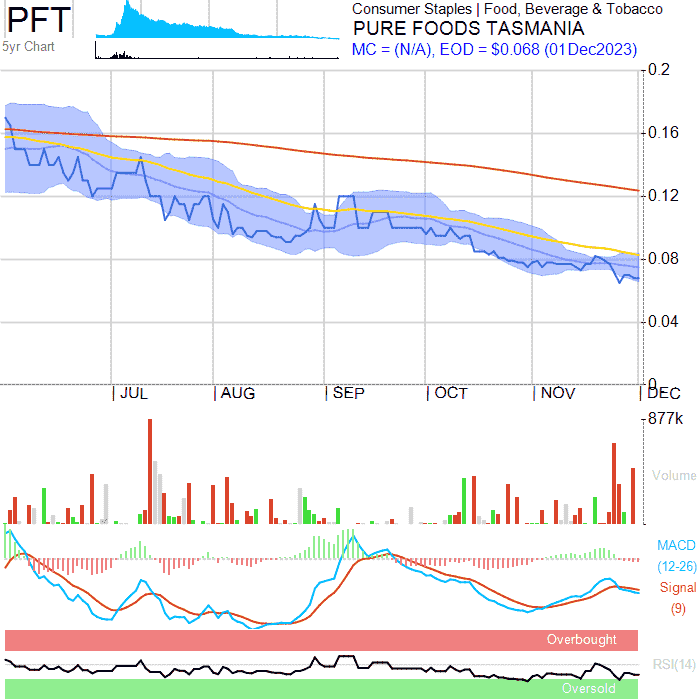 PFT
5yr Chart
Consumer Staples | Food, Beverage & Tobacco
PURE FOODS TASMANIA
MC = (N/A), EOD = $0.068 (01Dec2023)
0.2
0.16
0.12
0.08
0.04
0
JUL AUG SEP OCT NOV DEC
877k
Volume
MACD
(12-26)
Signal
(9)
Overbought
RSI(14)
Oversold